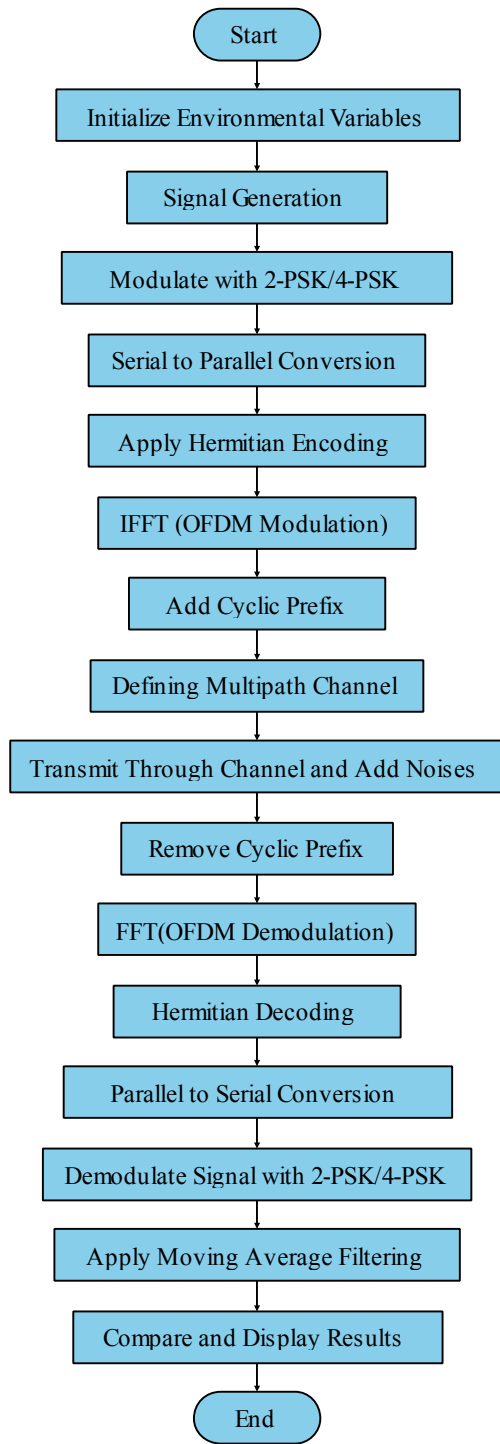 Start
Initialize Environmental Variables
Signal Generation
Modulate with 2-PSK/4-PSK
Serial to Parallel Conversion
Apply Hermitian Encoding
IFFT (OFDM Modulation)
Add Cyclic Prefix
Defining Multipath Channel
Transmit Through Channel and Add Noises
Remove Cyclic Prefix
FFT(OFDM Demodulation)
Hermitian Decoding
Parallel to Serial Conversion
Demodulate Signal with 2-PSK/4-PSK
Apply Moving Average Filtering
Compare and Display Results
End